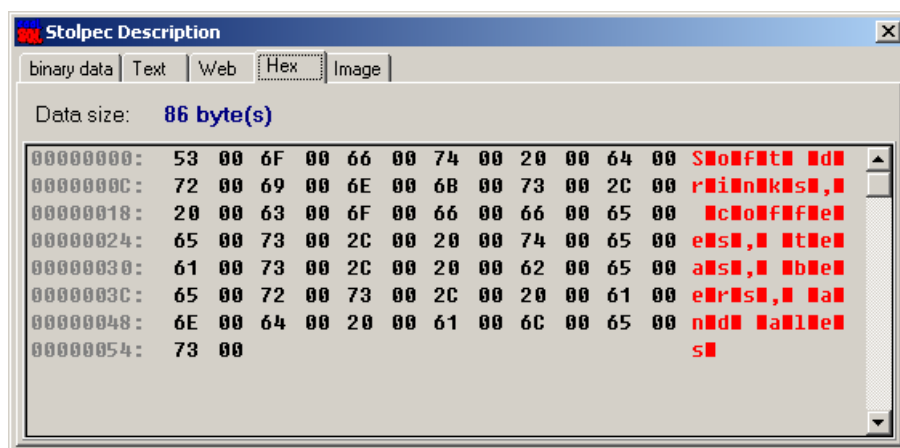 SQL Stolpec Description
binary data Text Web Hex Image
Data size: 86 byte(s)
00000000: 53 00 6F 00 66 00 74 00 20 00 64 00 S■o■f■t■ ■d■
0000000C: 72 00 69 00 6E 00 6B 00 73 00 2C 00 r■i■n■k■s■,■
00000018: 20 00 63 00 6F 00 66 00 66 00 65 00  ■c■o■f■f■e■
00000024: 65 00 73 00 2C 00 20 00 74 00 65 00 e■s■,■ ■t■e■
00000030: 61 00 73 00 2C 00 20 00 62 00 65 00 a■s■,■ ■b■e■
0000003C: 65 00 72 00 73 00 2C 00 20 00 61 00 e■r■s■,■ ■a■
00000048: 6E 00 64 00 20 00 61 00 6C 00 65 00 n■d■ ■a■l■e■
00000054: 73 00 s■